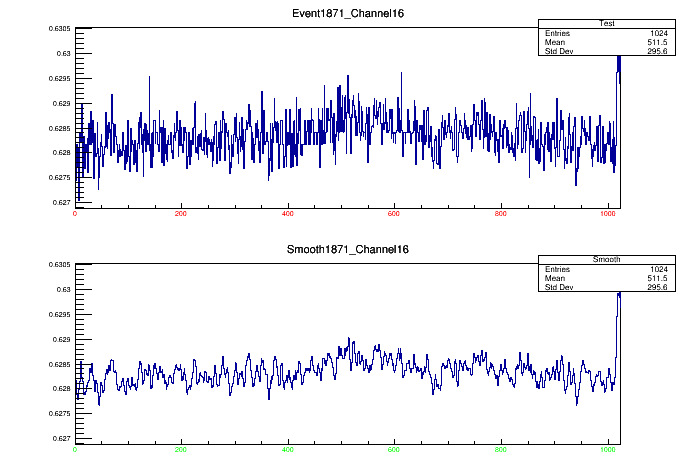 Event1871_Channel16
Test
Entries 1024
Mean 511.5
Std Dev 295.6
0.6305
0.63
0.6295
0.629
0.6285
0.628
0.6275
0.627
0 200 400 600 800 1000
Smooth1871_Channel16
Smooth
Entries 1024
Mean 511.5
Std Dev 295.6
0.6305
0.63
0.6295
0.629
0.6285
0.628
0.6275
0.627
0 200 400 600 800 1000